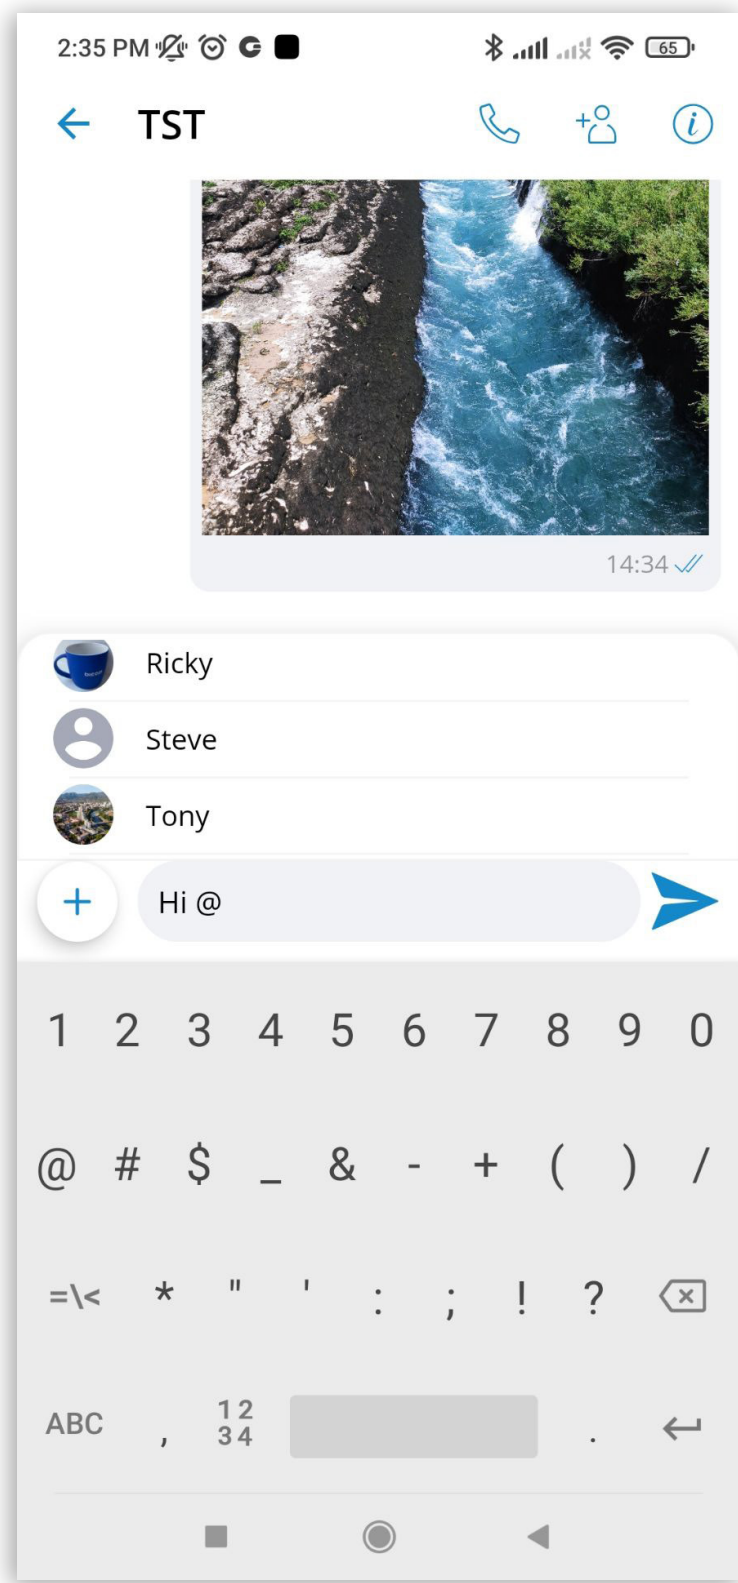 2:35 PM
65
TST
14:34
Ricky
Steve
Tony
Hi @
1 2 3 4 5 6 7 8 9 0
@ # $ _ & - + ( ) /
=\< * " ' : ; ! ?
ABC , 12 34 .